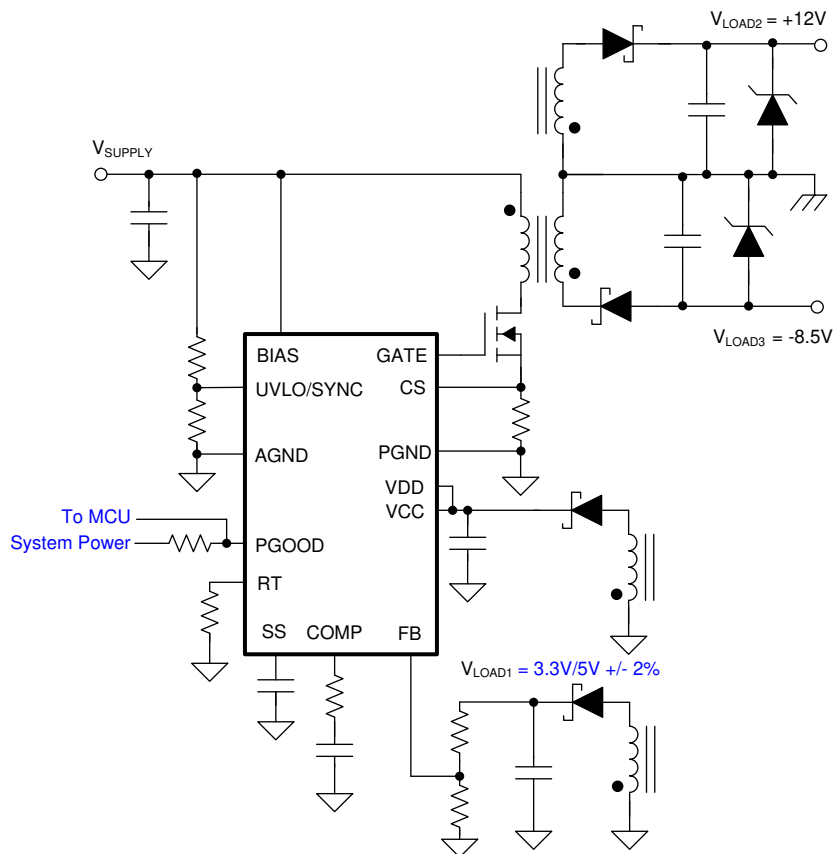 VLOAD2 = +12V
VSUPPLY
VLOAD3 = -8.5V
BIAS
GATE
UVLO/SYNC
CS
AGND
PGND
VDD
VCC
To MCU
System Power
PGOOD
RT
SS
COMP
FB
VLOAD1 = 3.3V/5V +/- 2%